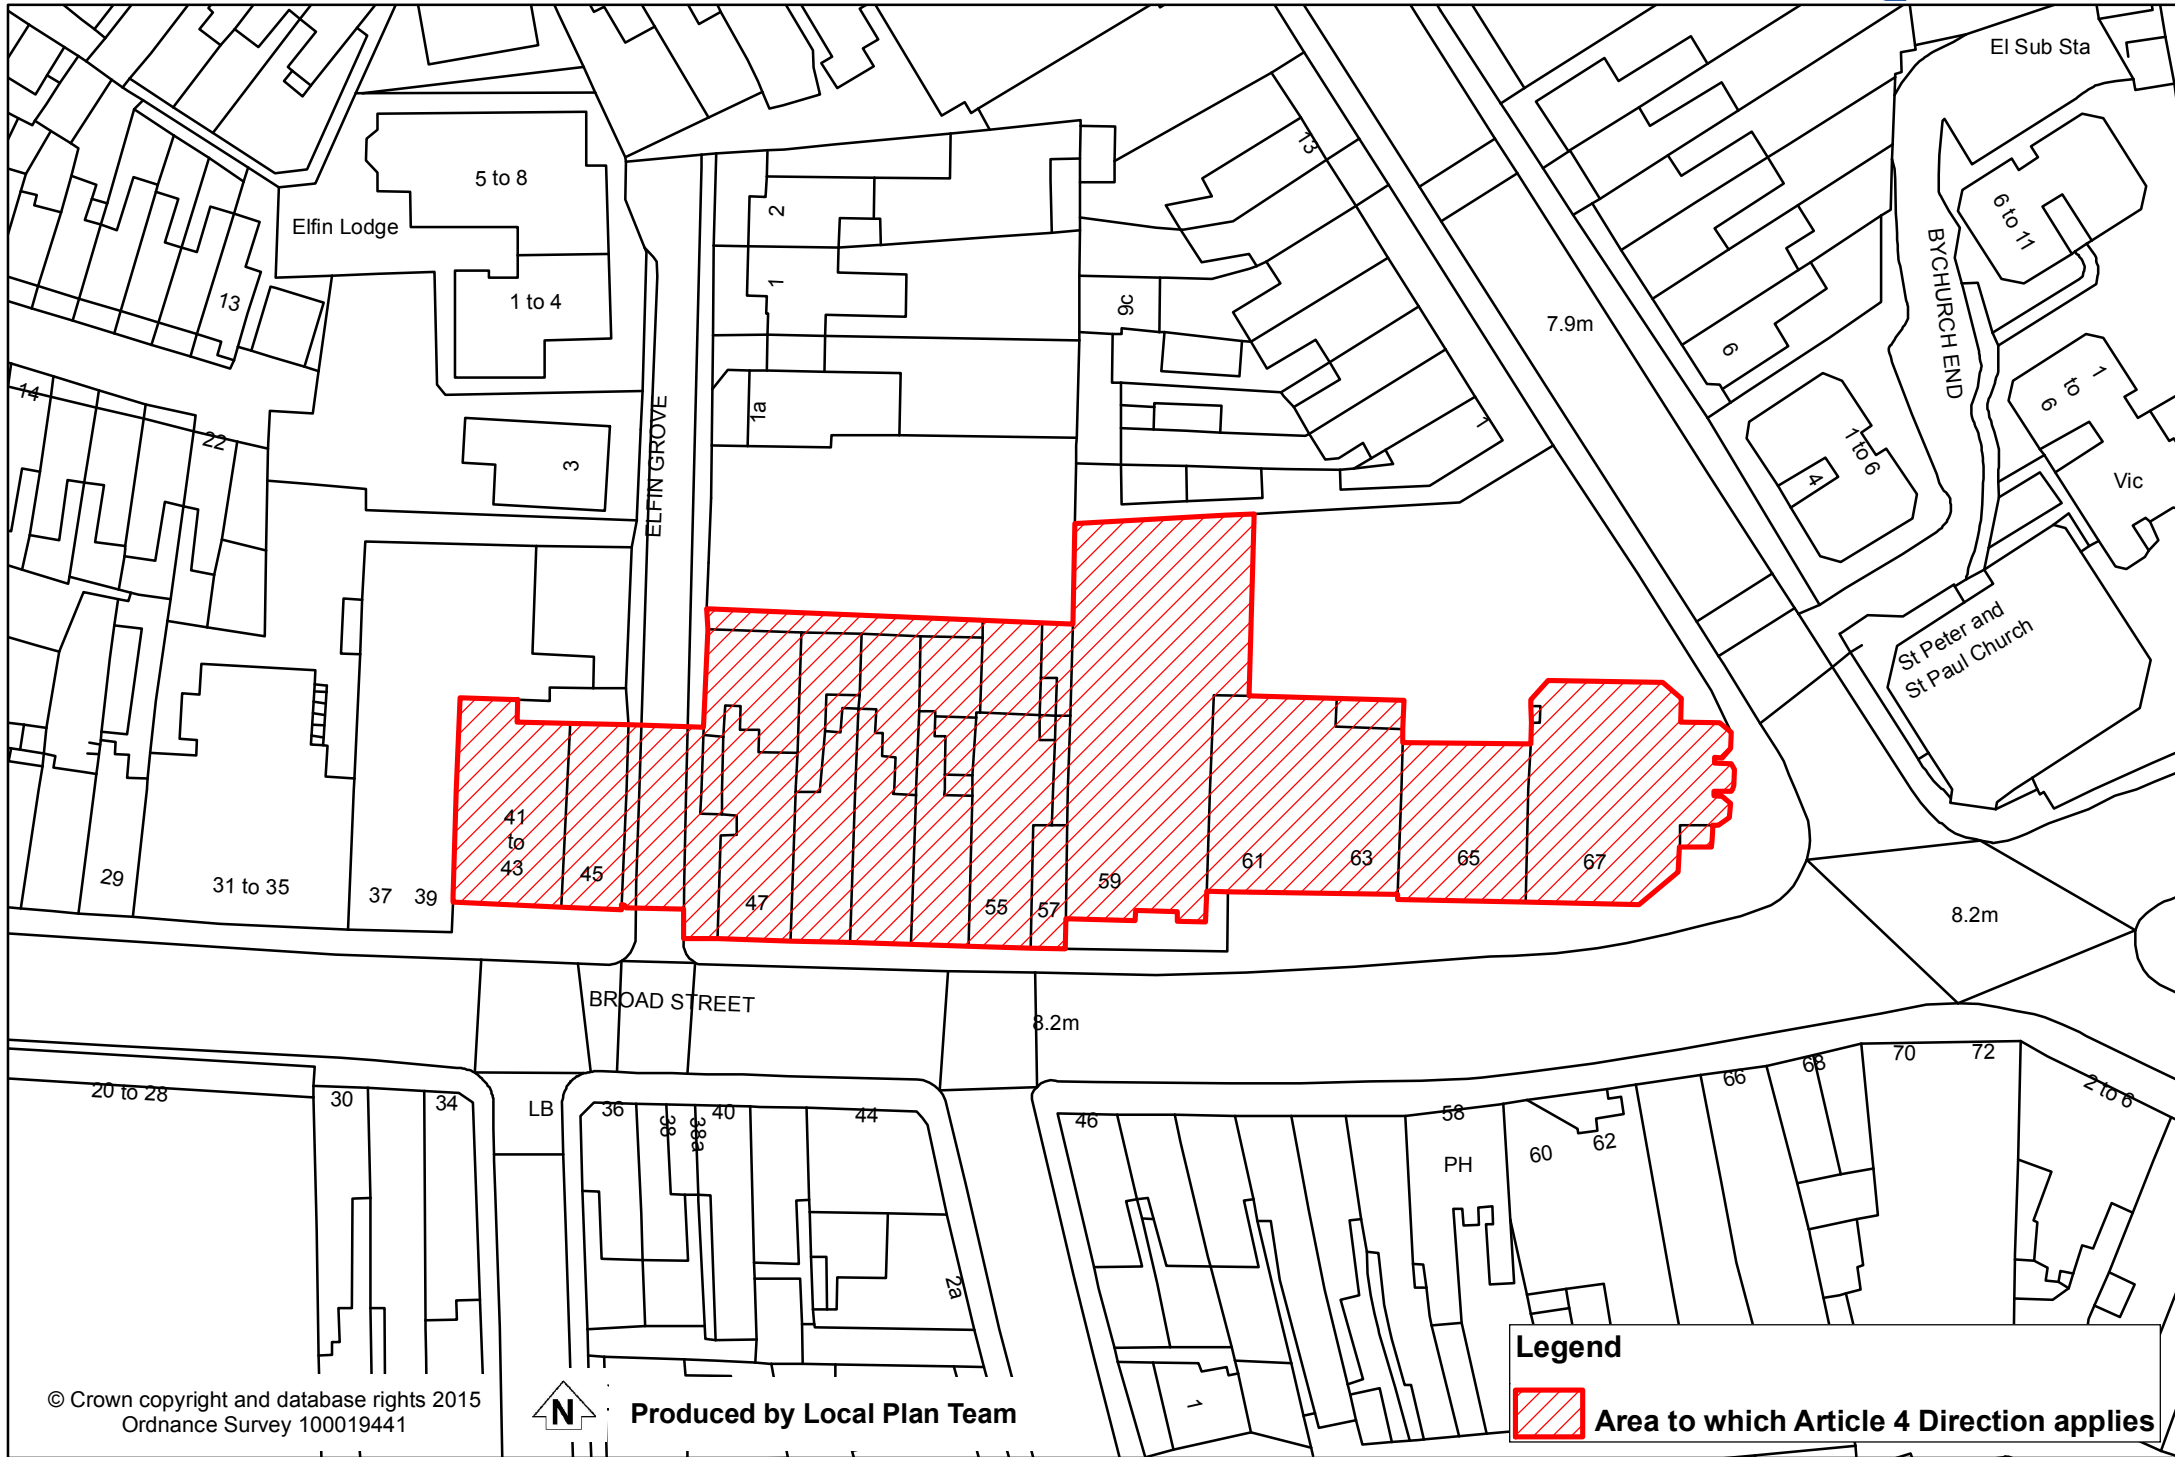 El Sub Sta
5 to 8
Elfin Lodge
2
13
6 to 11
BYCHURCH END
13
1 to 4
1
9c
7.9m
6
14
22
1a
ELFIN GROVE
3
1
1 to 6
4
1
to
6
Vic
St Peter and
St Paul Church
41
to
43
45
47
55
57
59
61
63
65
67
29
31 to 35
37
39
8.2m
BROAD STREET
8.2m
20 to 28
30
34
LB
36
38
38a
40
44
46
58
PH
60
62
66
68
70
72
2 to 6
2a
1
Legend
Area to which Article 4 Direction applies
© Crown copyright and database rights 2015
Ordnance Survey 100019441
N
Produced by Local Plan Team